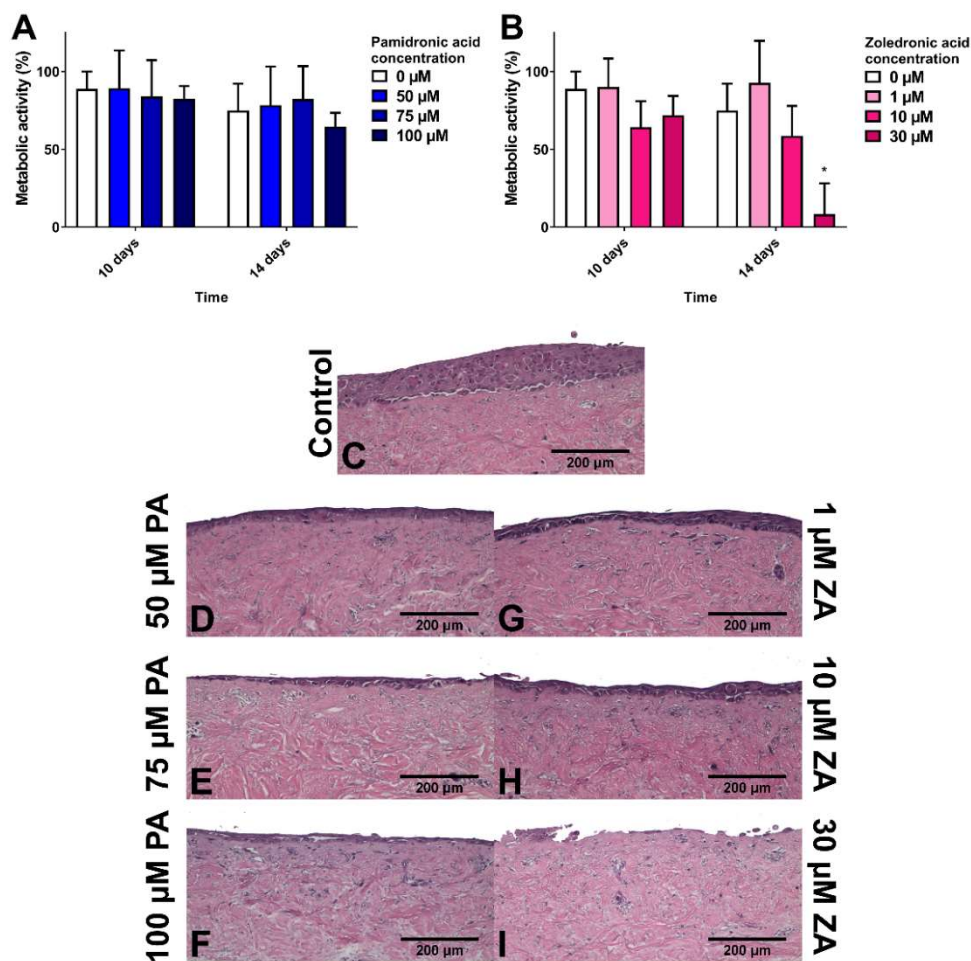 A
Metabolic activity (%)
100
50
0
10 days
14 days
Time
Pamidronic acid
concentration
0 µM
50 µM
75 µM
100 µM
B
Metabolic activity (%)
100
50
0
*
10 days
14 days
Time
Zoledronic acid
concentration
0 µM
1 µM
10 µM
30 µM
Control
C
200 µm
50 µM PA
D
200 µm
G
200 µm
1 µM ZA
75 µM PA
E
200 µm
H
200 µm
10 µM ZA
100 µM PA
F
200 µm
I
200 µm
30 µM ZA